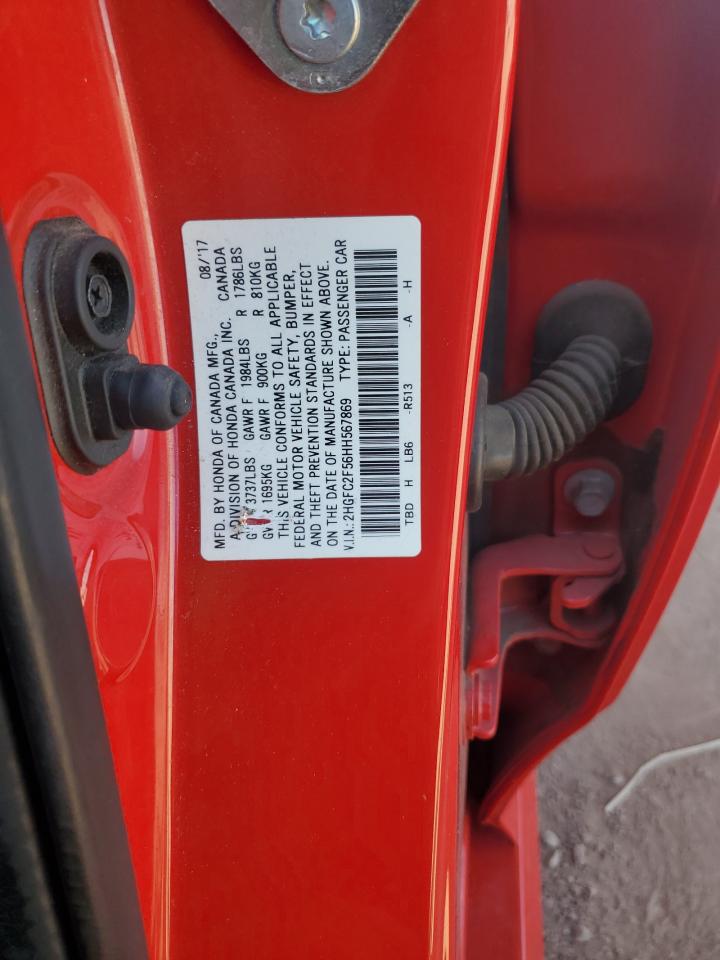 MFD. BY HONDA OF CANADA MFG., 08/'17
A DIVISION OF HONDA CANADA INC. CANADA
3737LBS GAWR F 1984LBS R 1786LBS
1695KG GAWR F 900KG R 810KG
THIS VEHICLE CONFORMS TO ALL APPLICABLE
FEDERAL MOTOR VEHICLE SAFETY, BUMPER,
AND THEFT PREVENTION STANDARDS IN EFFECT
ON THE DATE OF MANUFACTURE SHOWN ABOVE.
V.I.N.: 2HGFC2F56HH567869 TYPE: PASSENGER CAR
TBD H LB6 -R513 -A -H